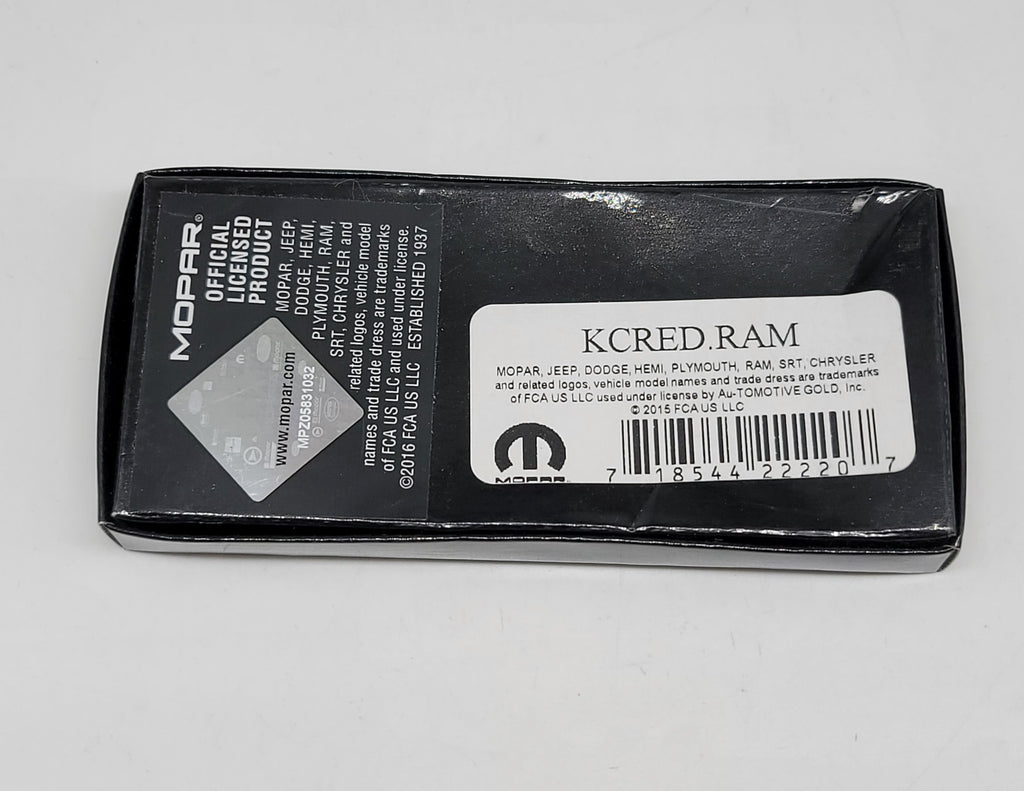 MOPAR®
OFFICIAL
LICENSED
PRODUCT
MOPAR, JEEP,
DODGE, HEMI,
PLYMOUTH, RAM,
SRT, CHRYSLER and
related logos, vehicle model
names and trade dress are trademarks
of FCA US LLC and used under license.
©2016 FCA US LLC ESTABLISHED 1937
www.mopar.com
MPZ05831032
KCRED.RAM
MOPAR, JEEP, DODGE, HEMI, PLYMOUTH, RAM, SRT, CHRYSLER
and related logos, vehicle model names and trade dress are trademarks
of FCA US LLC used under license by Au-TOMOTIVE GOLD, Inc.
© 2015 FCA US LLC
MOPAR
7 18544 22220 7